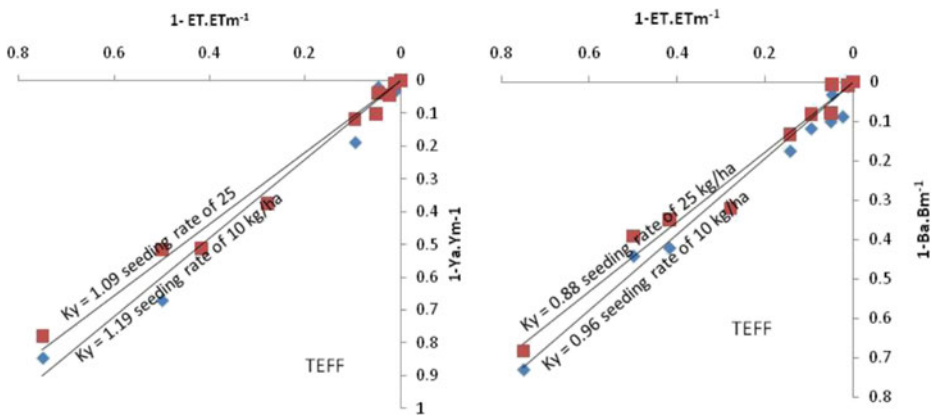 1- ET.ETm⁻¹
0.8 0.6 0.4 0.2 0
0
0.1
0.2
0.3
0.4
0.5
0.6
0.7
0.8
0.9
1
1-Ya.Ym-1
Ky = 1.09 seeding rate of 25
Ky = 1.19 seeding rate of 10 kg/ha
TEFF
1-ET.ETm⁻¹
0.8 0.6 0.4 0.2 0
0
0.1
0.2
0.3
0.4
0.5
0.6
0.7
0.8
1-Ba.Bm⁻¹
Ky = 0.88 seeding rate of 25 kg/ha
Ky = 0.96 seeding rate of 10 kg/ha
TEFF